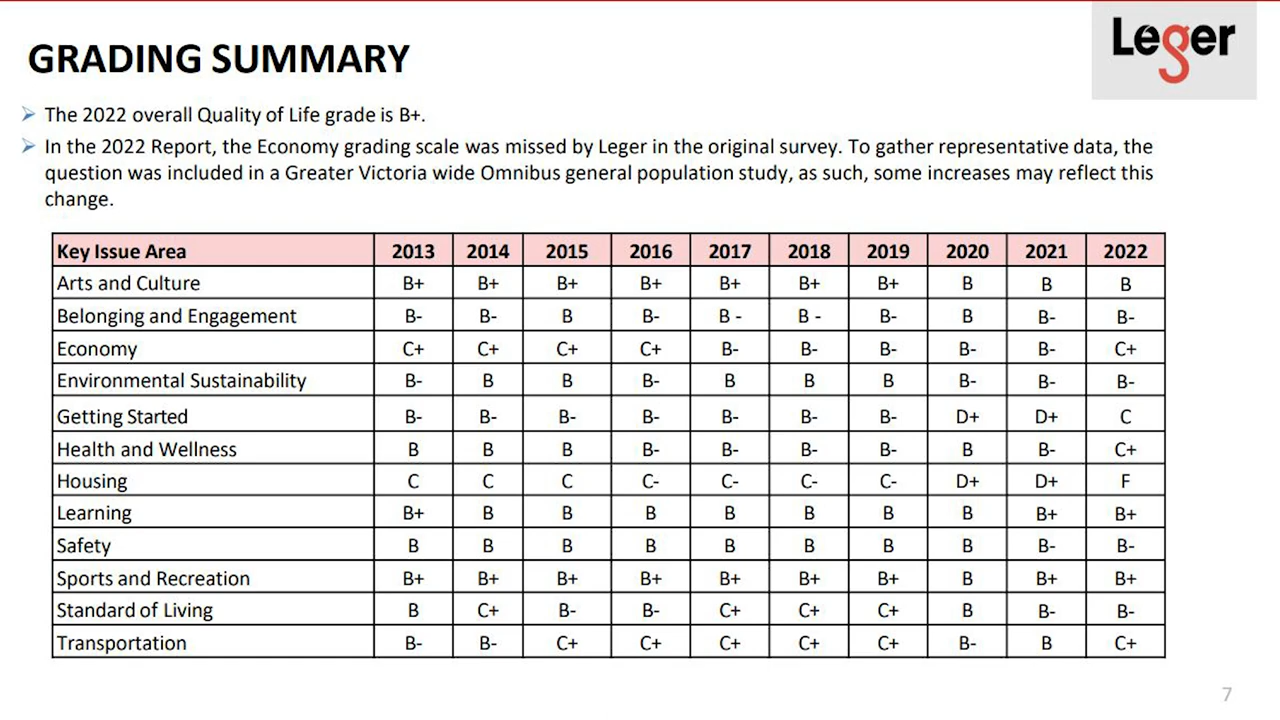 Leger
GRADING SUMMARY
➢ The 2022 overall Quality of Life grade is B+.
➢ In the 2022 Report, the Economy grading scale was missed by Leger in the original survey. To gather representative data, the
question was included in a Greater Victoria wide Omnibus general population study, as such, some increases may reflect this
change.
Key Issue Area 2013 2014 2015 2016 2017 2018 2019 2020 2021 2022
Arts and Culture B+ B+ B+ B+ B+ B+ B+ B B B
Belonging and Engagement B- B- B B- B - B - B- B B- B-
Economy C+ C+ C+ C+ B- B- B- B- B- C+
Environmental Sustainability B- B B B- B B B B- B- B-
Getting Started B- B- B- B- B- B- B- D+ D+ C
Health and Wellness B B B B- B- B- B- B B- C+
Housing C C C C- C- C- C- D+ D+ F
Learning B+ B B B B B B B B+ B+
Safety B B B B B B B B B- B-
Sports and Recreation B+ B+ B+ B+ B+ B+ B+ B B+ B+
Standard of Living B C+ B- B- C+ C+ C+ B B- B-
Transportation B- B- C+ C+ C+ C+ C+ B- B C+
7